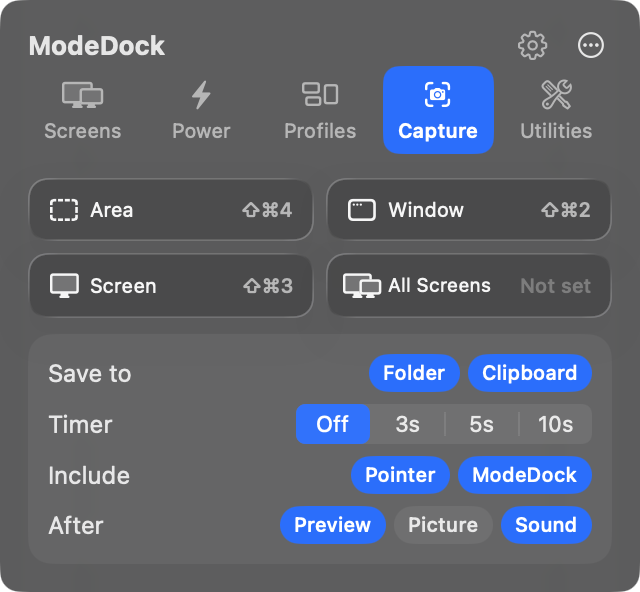 ModeDock
Screens Power Profiles Capture Utilities
Area ⇧⌘4 Window ⇧⌘2
Screen ⇧⌘3 All Screens Not set
Save to Folder Clipboard
Timer Off 3s 5s 10s
Include Pointer ModeDock
After Preview Picture Sound